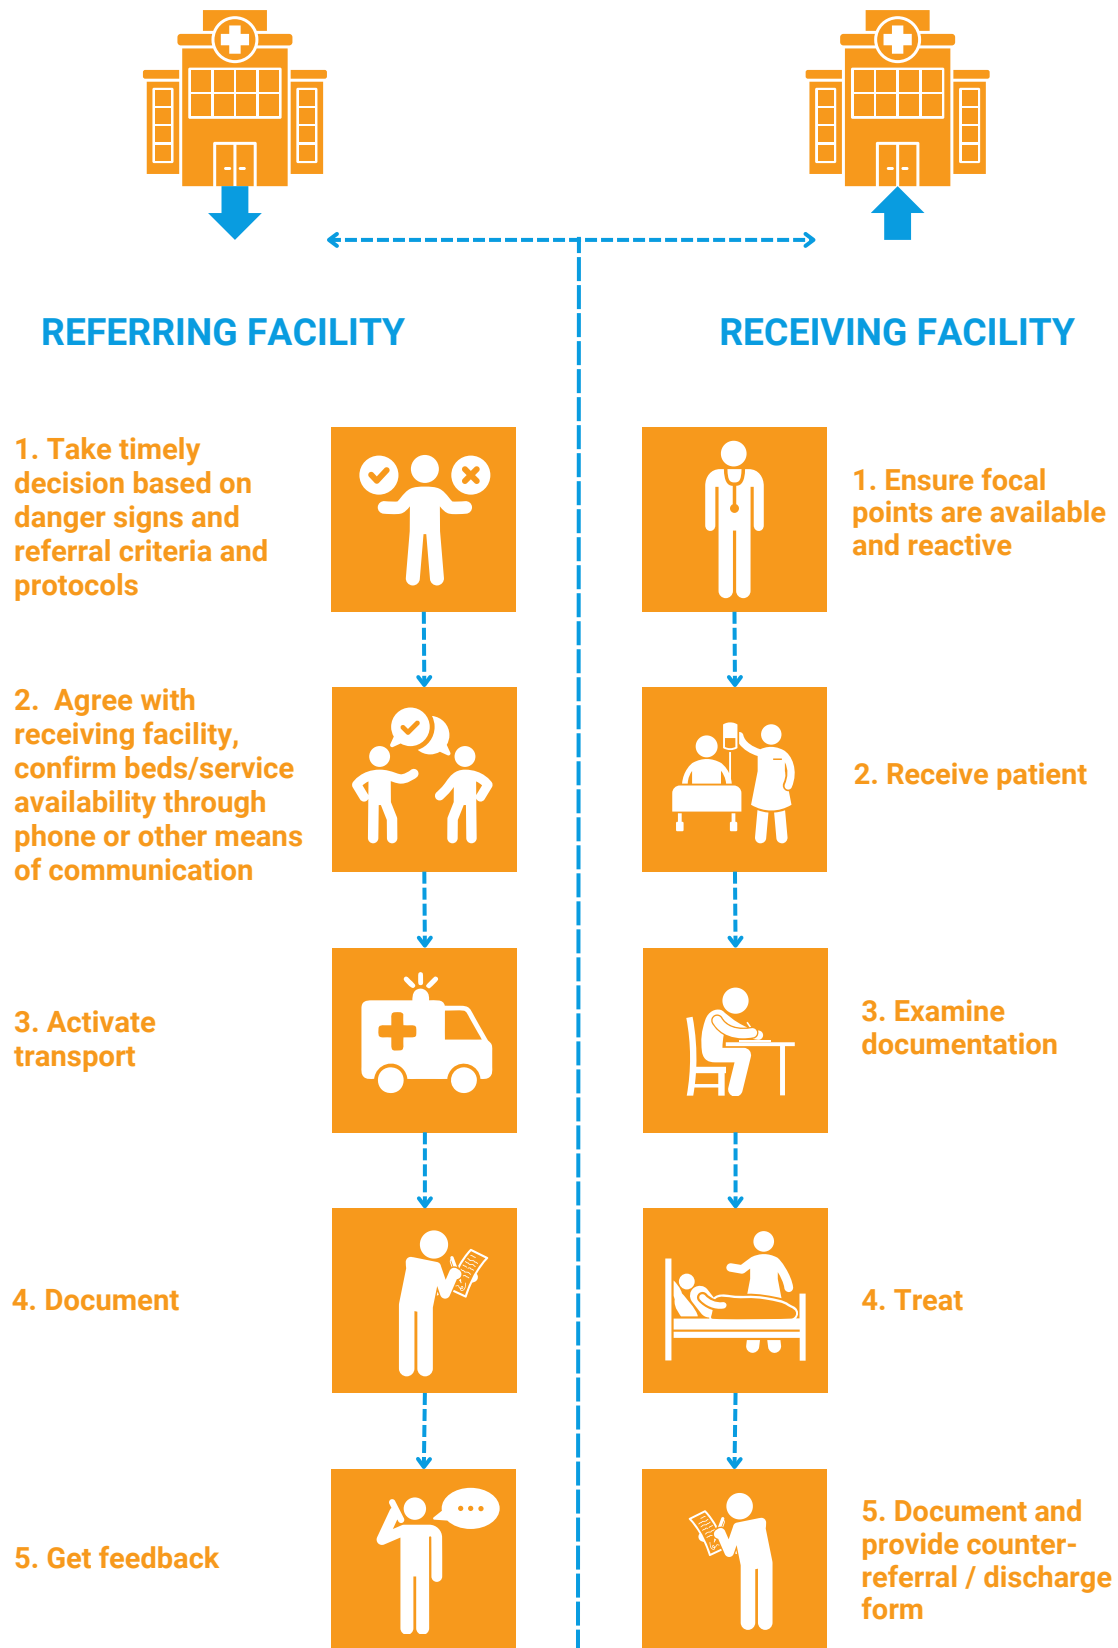 REFERRING FACILITY
1. Take timely
decision based on
danger signs and
referral criteria and
protocols
2. Agree with
receiving facility,
confirm beds/service
availability through
phone or other means
of communication
3. Activate
transport
4. Document
5. Get feedback
RECEIVING FACILITY
1. Ensure focal
points are available
and reactive
2. Receive patient
3. Examine
documentation
4. Treat
5. Document and
provide counter-
referral / discharge
form